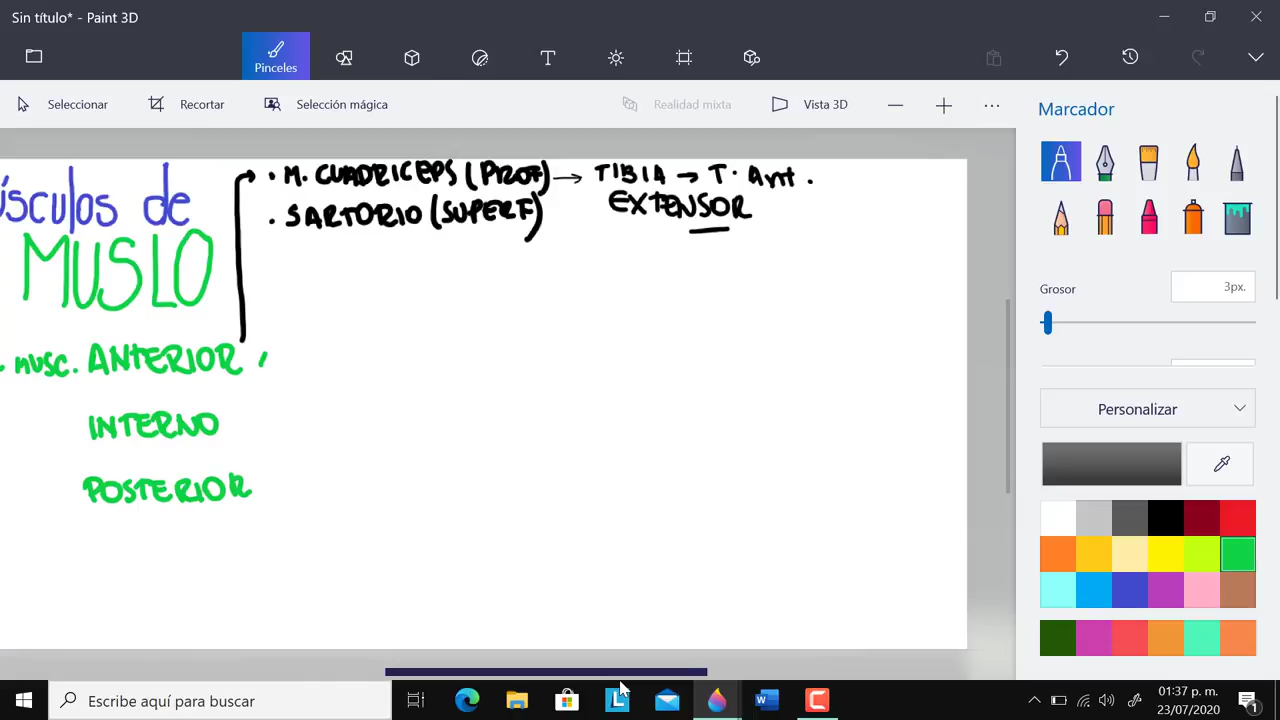 Sin título* - Paint 3D
Pinceles
Seleccionar
Recortar
Selección mágica
Realidad mixta
Vista 3D
Marcador
Grosor
3px.
Personalizar
úsculos de
MUSLO
· M. CUADRICEPS (PROF) → TIBIA → T. Ant.
· SARTORIO (SUPERF)
EXTENSOR
musc. ANTERIOR
INTERNO
POSTERIOR
Escribe aquí para buscar
01:37 p. m.
23/07/2020
1